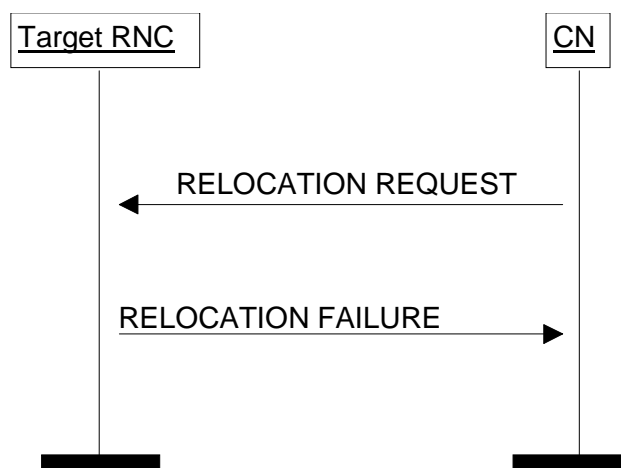 Target RNC
CN
RELOCATION REQUEST
RELOCATION FAILURE